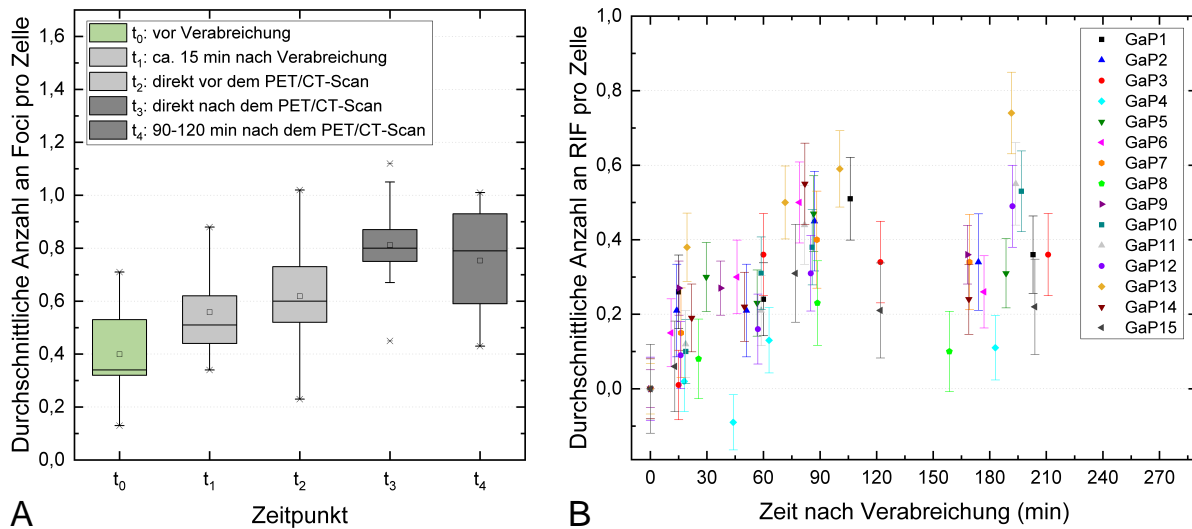 Durchschnittliche Anzahl an Foci pro Zelle
1,6
1,4
1,2
1,0
0,8
0,6
0,4
0,2
0,0
t₀: vor Verabreichung
t₁: ca. 15 min nach Verabreichung
t₂: direkt vor dem PET/CT-Scan
t₃: direkt nach dem PET/CT-Scan
t₄: 90-120 min nach dem PET/CT-Scan
t₀ t₁ t₂ t₃ t₄
Zeitpunkt
A
Durchschnittliche Anzahl an RIF pro Zelle
1,0
0,8
0,6
0,4
0,2
0,0
GaP1
GaP2
GaP3
GaP4
GaP5
GaP6
GaP7
GaP8
GaP9
GaP10
GaP11
GaP12
GaP13
GaP14
GaP15
0 30 60 90 120 150 180 210 240 270
Zeit nach Verabreichung (min)
B